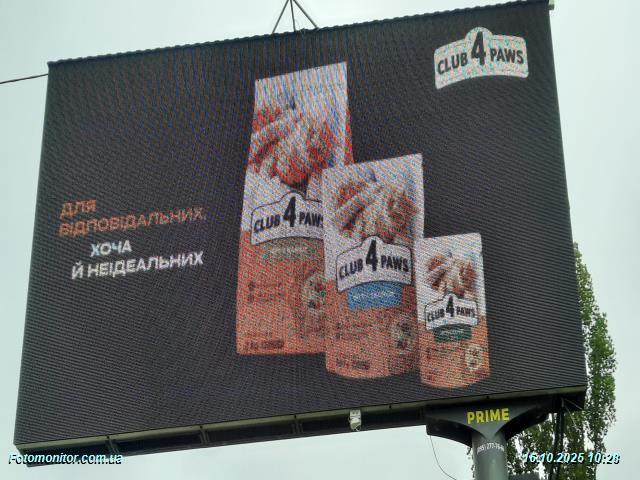 CLUB 4 PAWS
ДЛЯ
ВІДПОВІДАЛЬНИХ,
ХОЧА
Й НЕІДЕАЛЬНИХ
CLUB 4 PAWS
CLUB 4 PAWS
CLUB 4 PAWS
PRIME
Fotomonitor.com.ua
16.10.2025 10:28